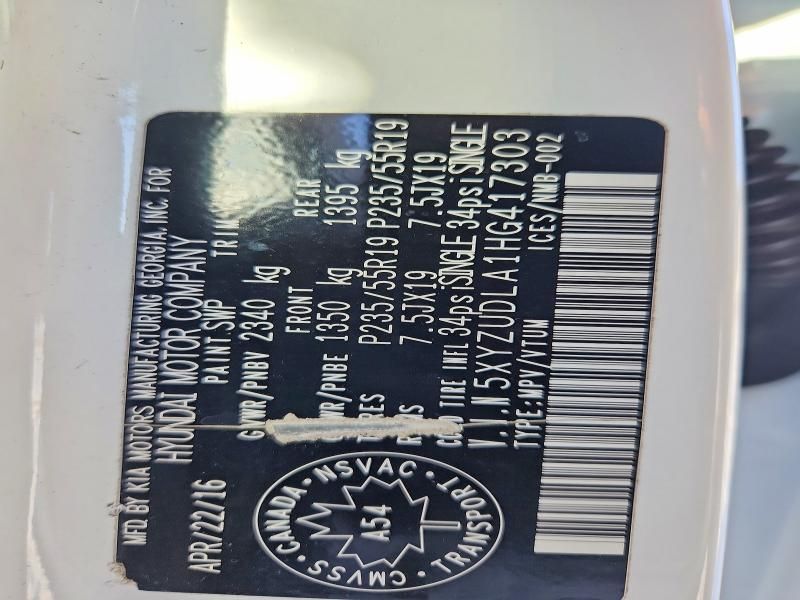 MFD BY KIA MOTORS MANUFACTURING GEORGIA, INC. FOR
HYUNDAI MOTOR COMPANY
APR/22/16 PAINT:SWP TRIM
GVWR/PNBV 2340 kg
FRONT REAR
GAWR/PNBE 1350 kg 1395 kg
TIRES P235/55R19 P235/55R19
RIMS 7.5JX19 7.5JX19
COLD TIRE INFL 34psi SINGLE 34psi SINGLE
V.I.N 5XYZUDLA1HG417303
TYPE:MPV/VTUM ICES/NMB-002
CANADA • NSVAC • TRANSPORT • CMVSS
A54